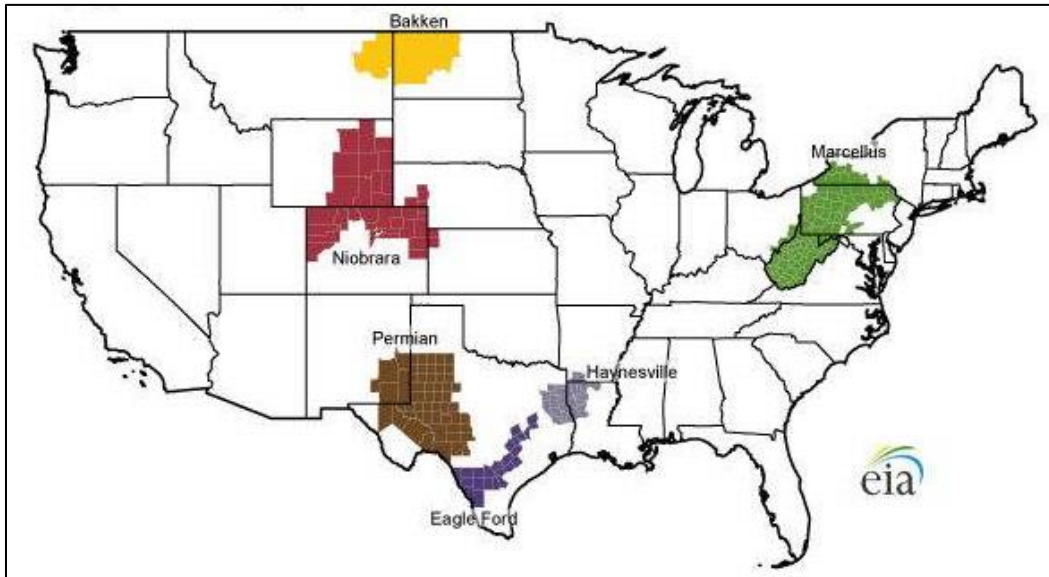 Bakken
Marcellus
Niobrara
Permian
Haynesville
Eagle Ford
eia